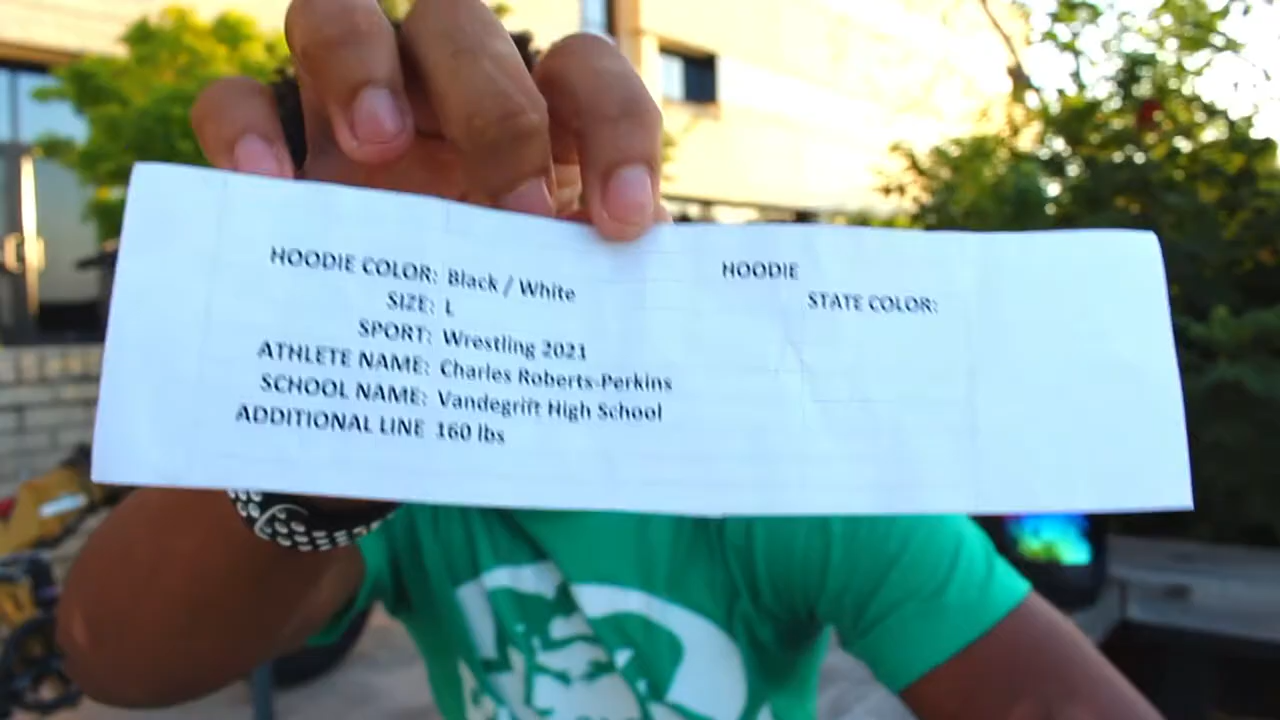 HOODIE COLOR: Black / White
SIZE: L
SPORT: Wrestling 2021
ATHLETE NAME: Charles Roberts-Perkins
SCHOOL NAME: Vandegrift High School
ADDITIONAL LINE 160 lbs
HOODIE
STATE COLOR: